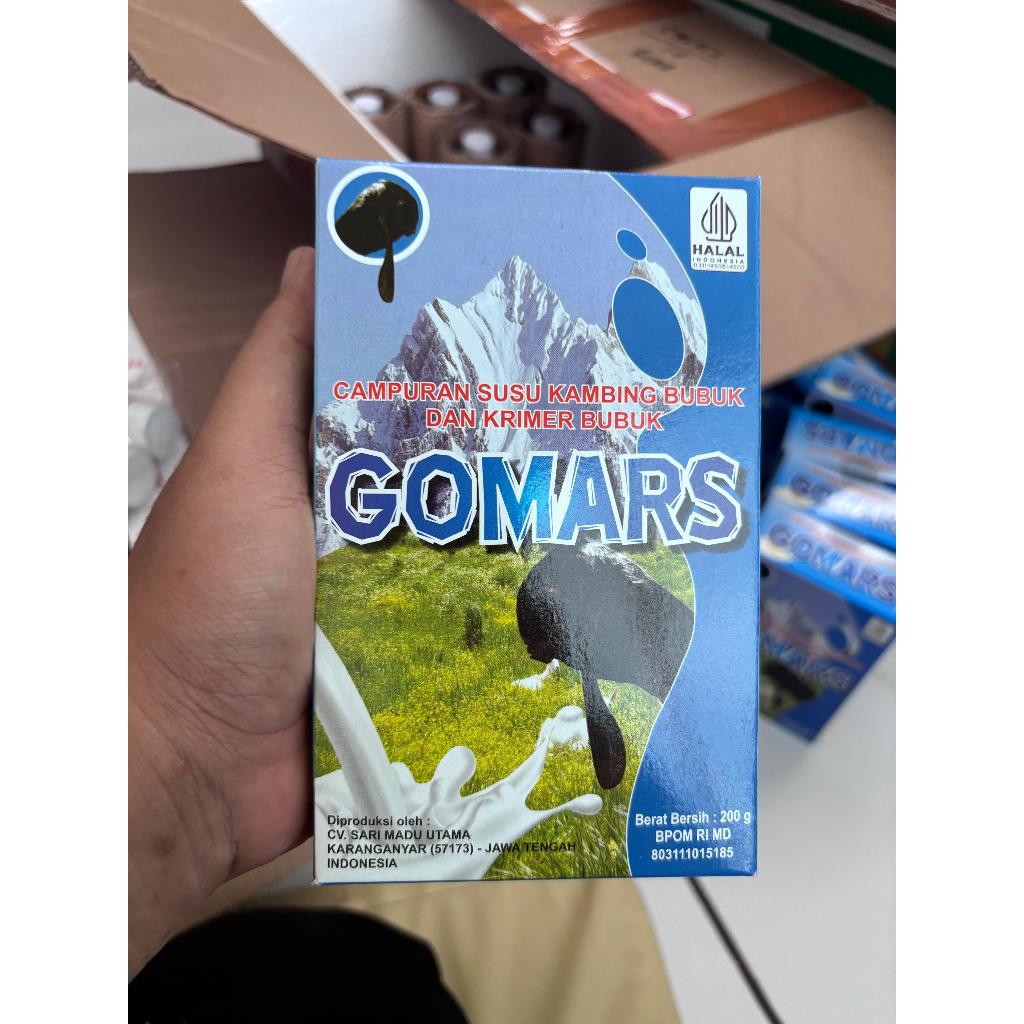 HALAL
INDONESIA
CAMPURAN SUSU KAMBING BUBUK
DAN KRIMER BUBUK
GOMARS
Diproduksi oleh :
CV. SARI MADU UTAMA
KARANGANYAR (57173) - JAWA TENGAH
INDONESIA
Berat Bersih : 200 g
BPOM RI MD
803111015185
GOMARS